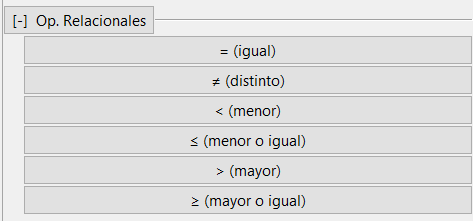 [-] Op. Relacionales
= (igual)
≠ (distinto)
< (menor)
≤ (menor o igual)
> (mayor)
≥ (mayor o igual)